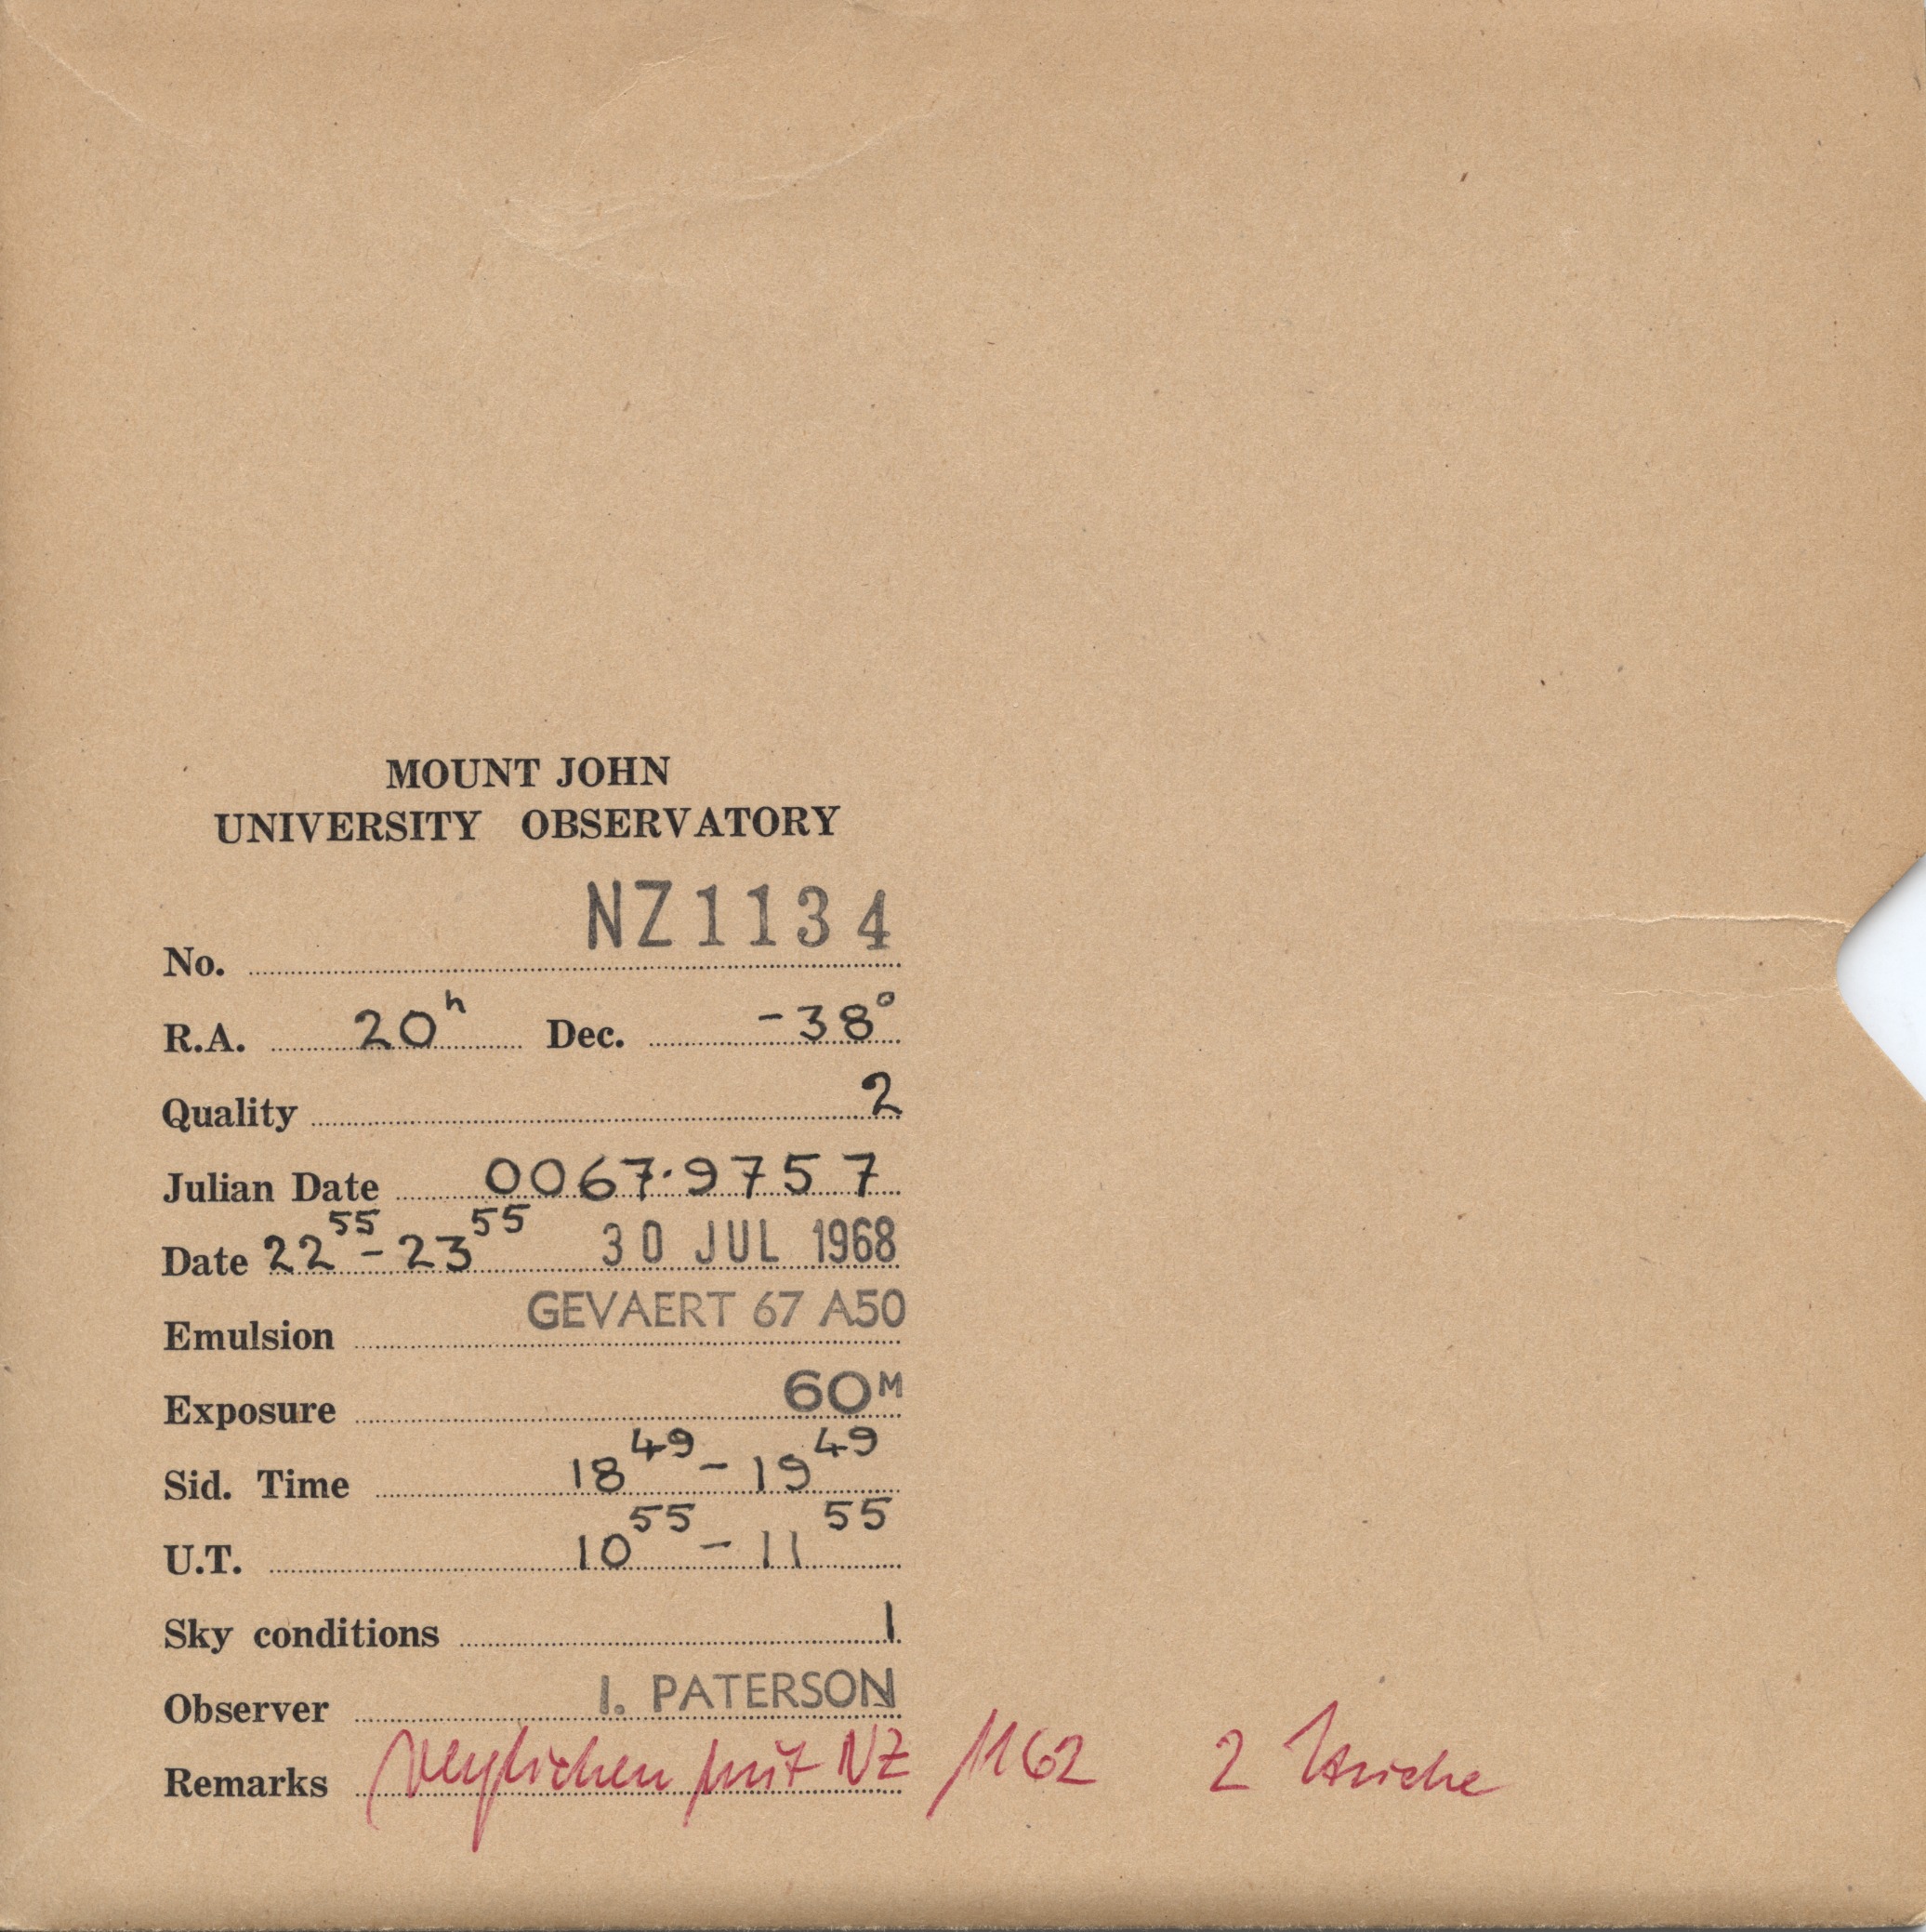 MOUNT JOHN
UNIVERSITY OBSERVATORY
No. NZ1134
R.A. 20h Dec. -38°
Quality 2
Julian Date 0067.9757
Date 22 55 - 23 55 30 JUL 1968
Emulsion GEVAERT 67 A50
Exposure 60M
Sid. Time 18 49 - 19 49
U.T. 10 55 - 11 55
Sky conditions 1
Observer I. PATERSON
Remarks verglichen mit NZ 1162 2 Striche